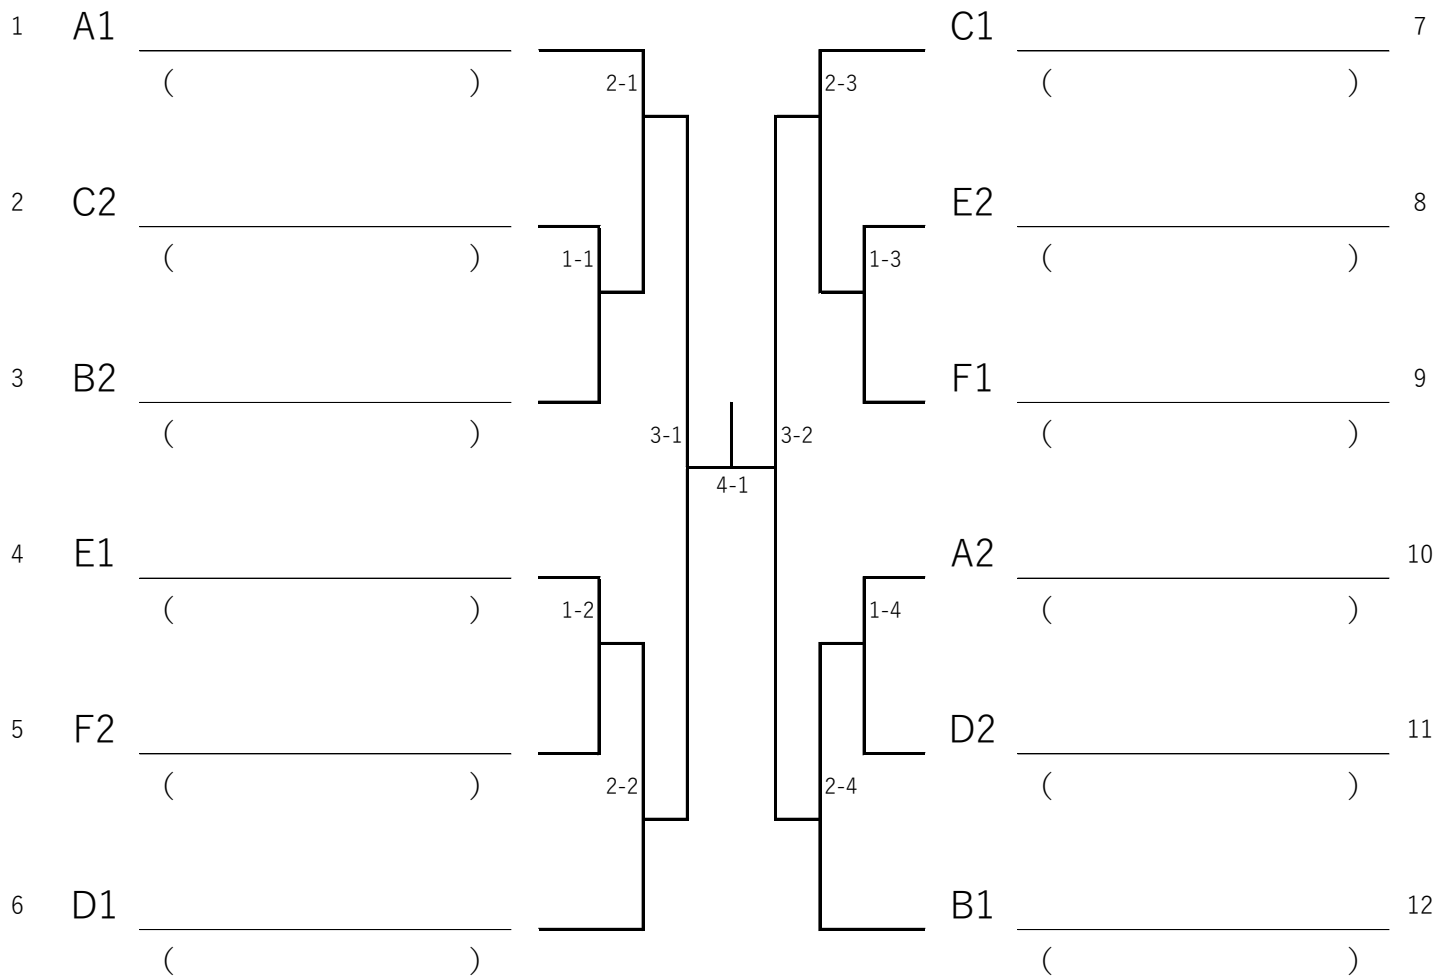 1 A1 C1 7
( ) 2-1 2-3 ( )
2 C2 E2 8
( ) 1-1 1-3 ( )
3 B2 F1 9
( ) 3-1 3-2 ( )
4-1
4 E1 A2 10
( ) 1-2 1-4 ( )
5 F2 D2 11
( ) 2-2 2-4 ( )
6 D1 B1 12
( ) ( )